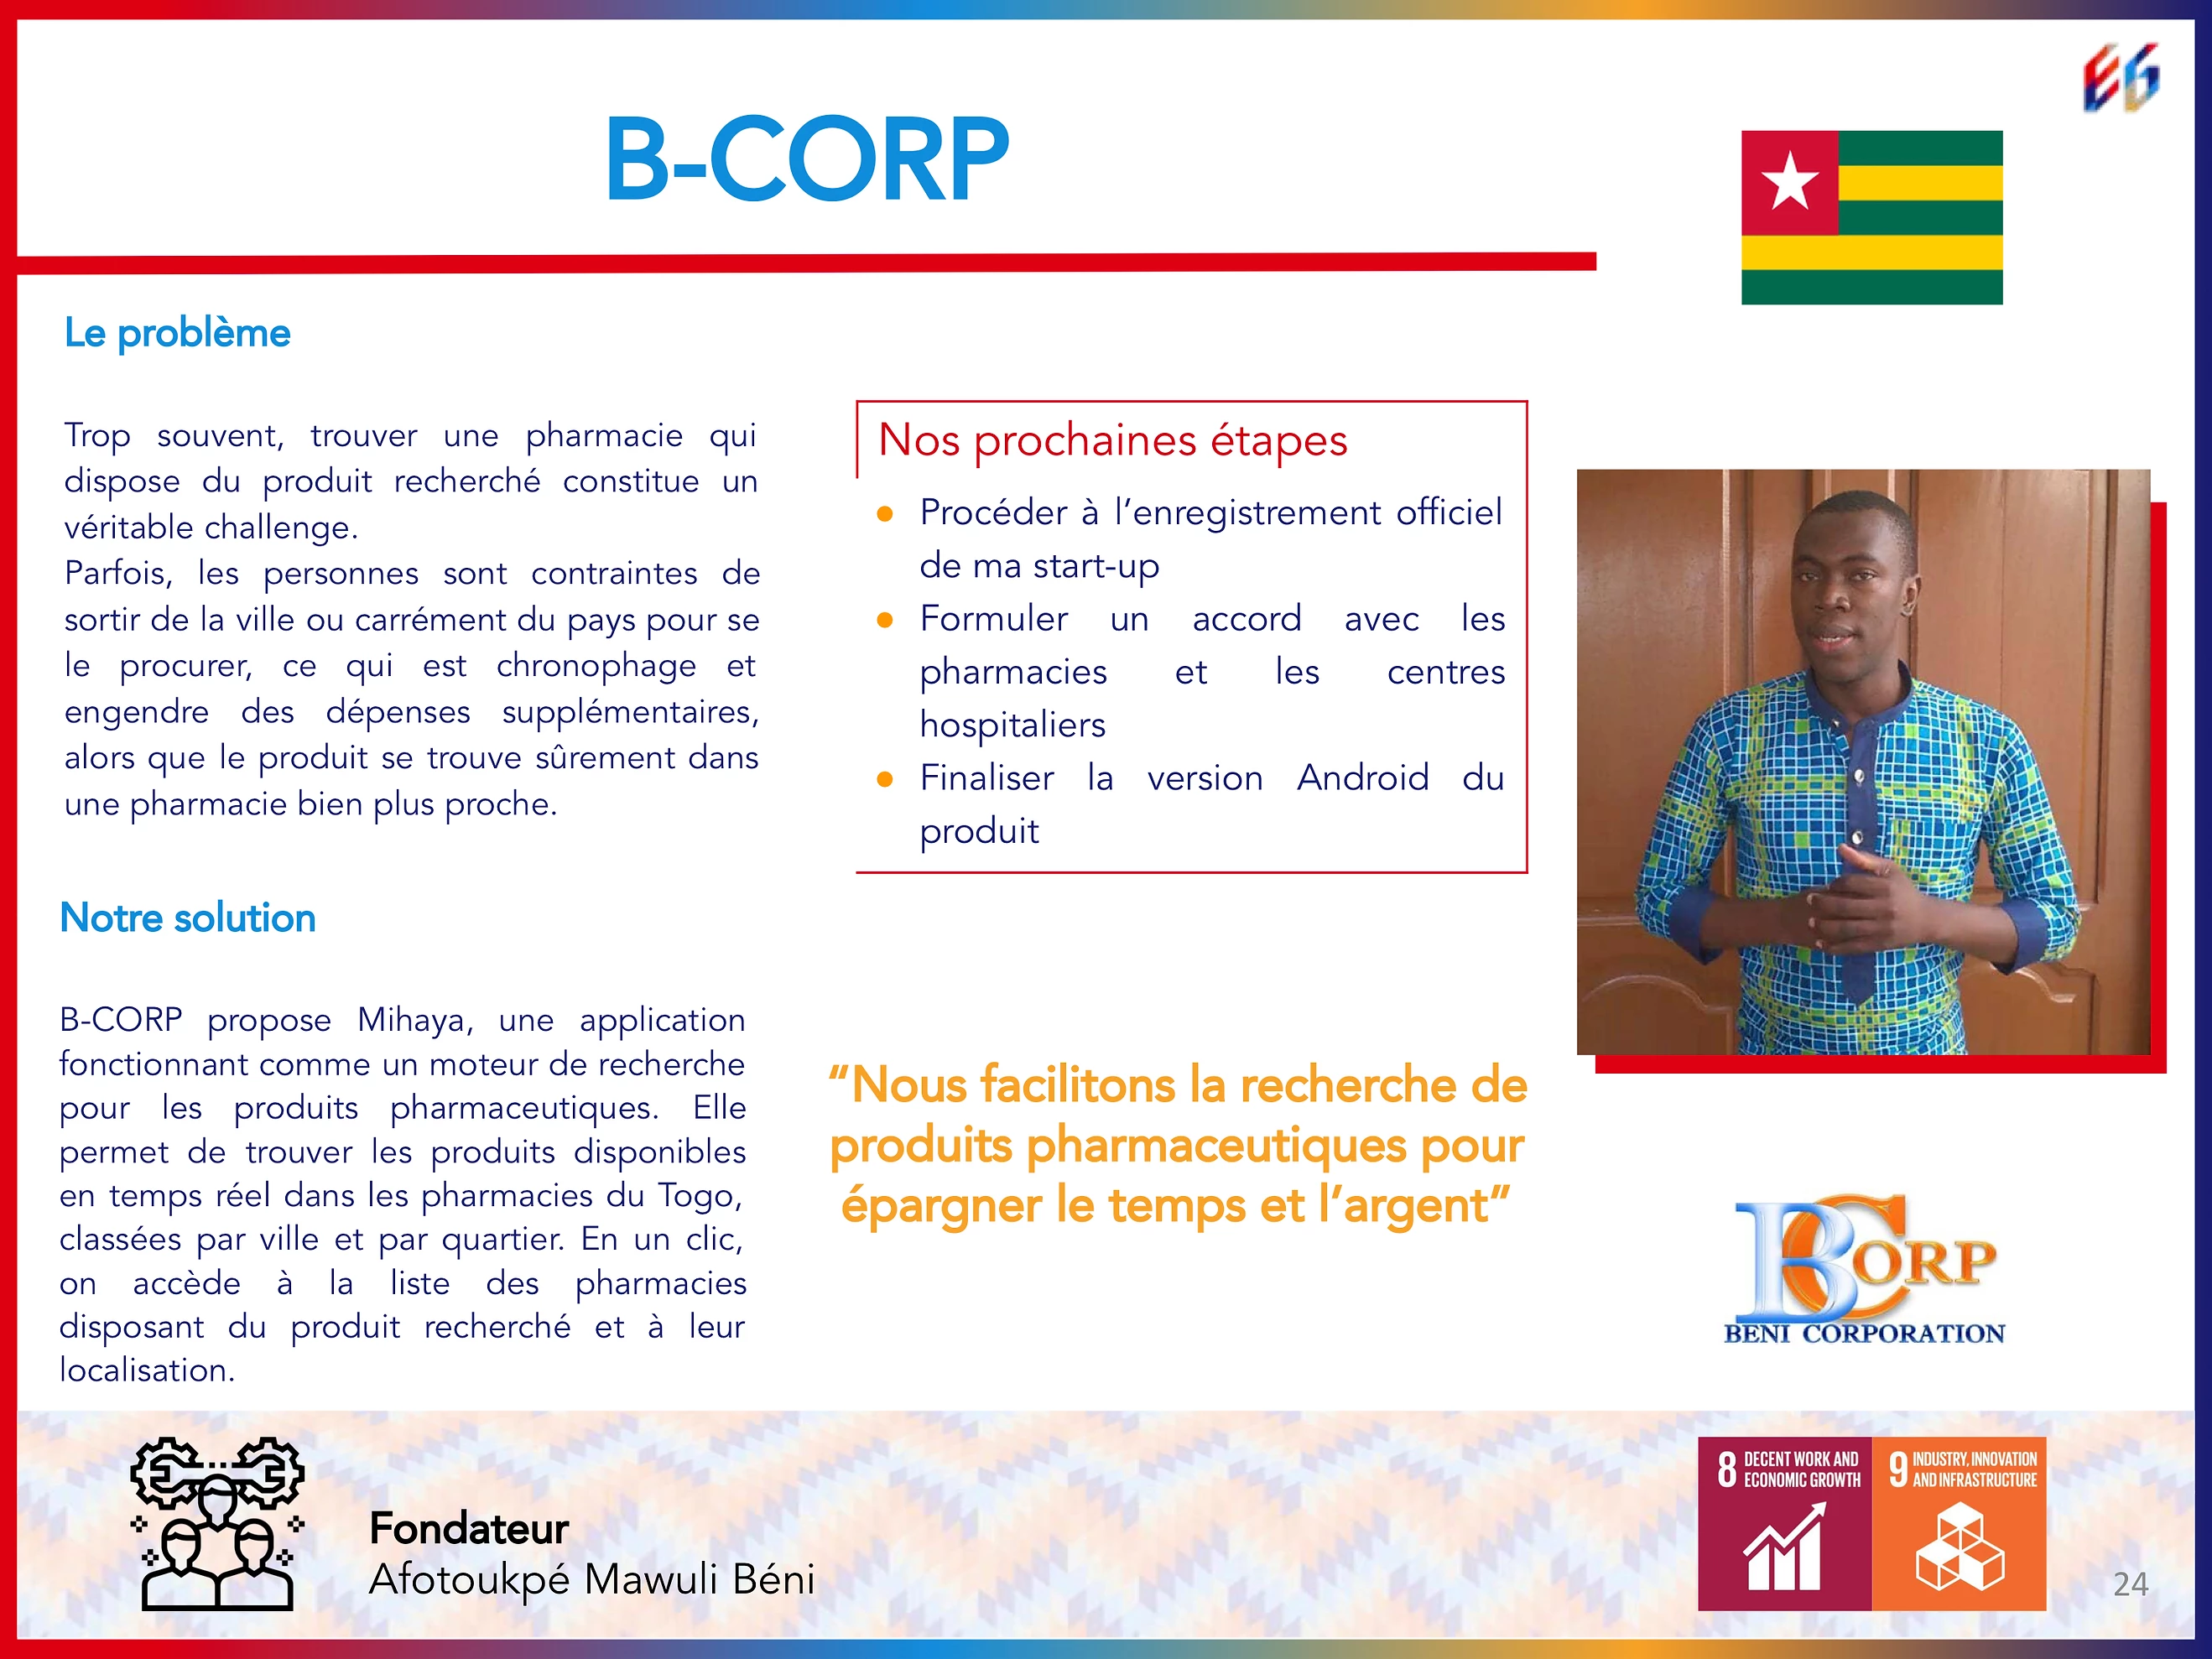 EG
B-CORP
Le problème
Trop souvent, trouver une pharmacie qui
dispose du produit recherché constitue un
véritable challenge.
Parfois, les personnes sont contraintes de
sortir de la ville ou carrément du pays pour se
le procurer, ce qui est chronophage et
engendre des dépenses supplémentaires,
alors que le produit se trouve sûrement dans
une pharmacie bien plus proche.
Notre solution
B-CORP propose Mihaya, une application
fonctionnant comme un moteur de recherche
pour les produits pharmaceutiques. Elle
permet de trouver les produits disponibles
en temps réel dans les pharmacies du Togo,
classées par ville et par quartier. En un clic,
on accède à la liste des pharmacies
disposant du produit recherché et à leur
localisation.
Nos prochaines étapes
● Procéder à l’enregistrement officiel
de ma start-up
● Formuler un accord avec les
pharmacies et les centres
hospitaliers
● Finaliser la version Android du
produit
“Nous facilitons la recherche de
produits pharmaceutiques pour
épargner le temps et l’argent”
BCORP
BENI CORPORATION
Fondateur
Afotoukpé Mawuli Béni
8 DECENT WORK AND
ECONOMIC GROWTH
9 INDUSTRY, INNOVATION
AND INFRASTRUCTURE
24